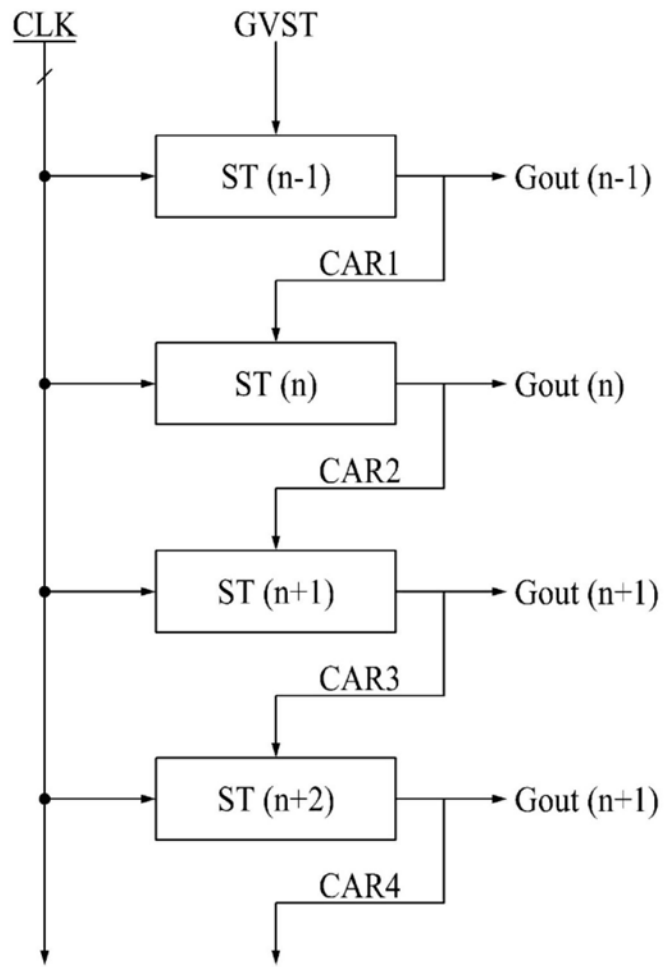 CLK
GVST
ST (n-1)
Gout (n-1)
CAR1
ST (n)
Gout (n)
CAR2
ST (n+1)
Gout (n+1)
CAR3
ST (n+2)
Gout (n+1)
CAR4